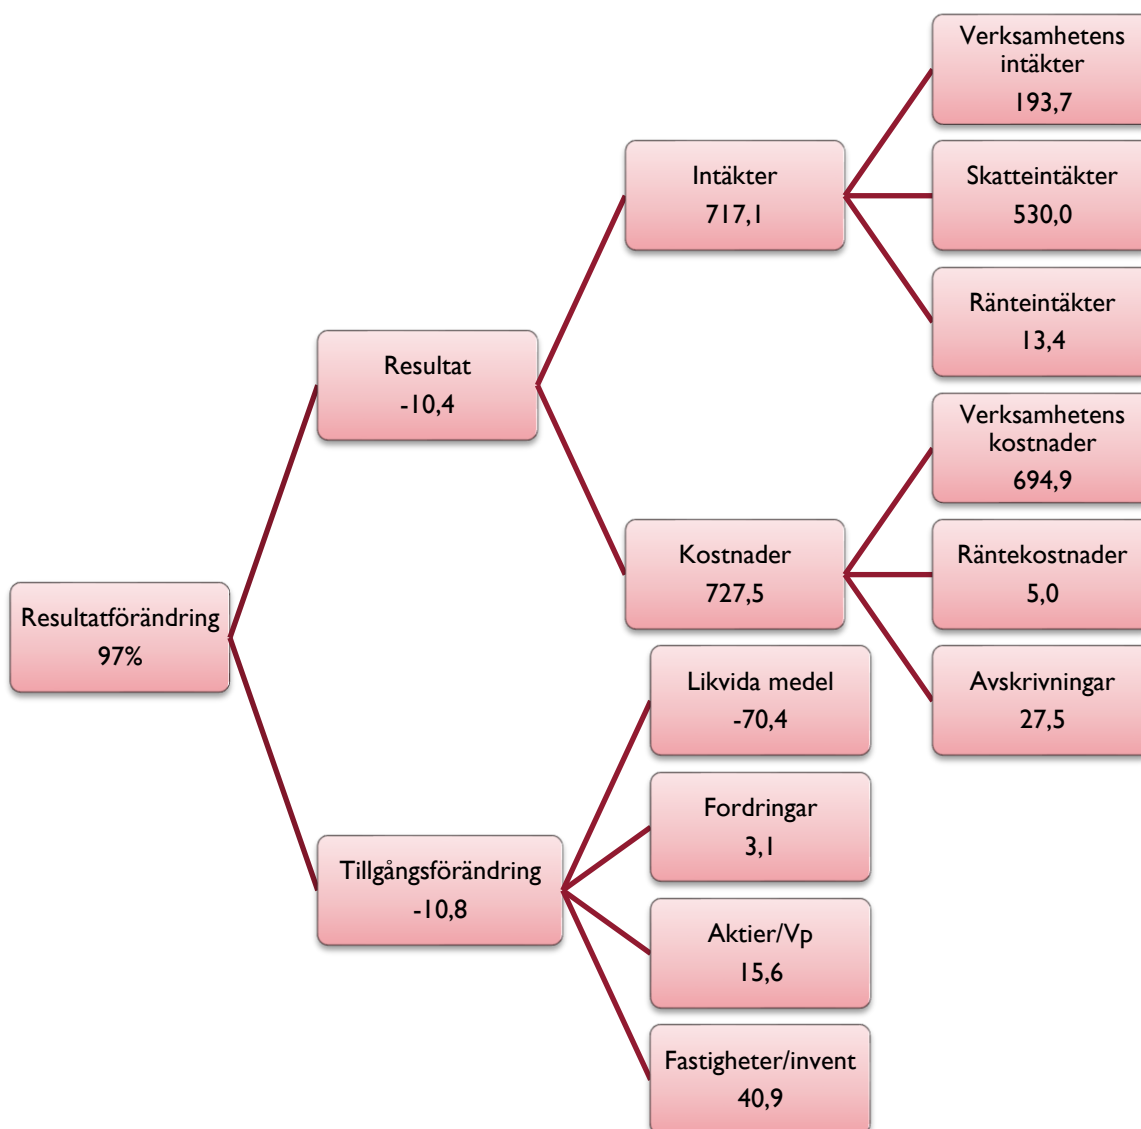 Verksamhetens
intäkter
193,7
Intäkter
717,1
Skatteintäkter
530,0
Ränteintäkter
13,4
Resultat
-10,4
Verksamhetens
kostnader
694,9
Kostnader
727,5
Räntekostnader
5,0
Avskrivningar
27,5
Resultatförändring
97%
Likvida medel
-70,4
Fordringar
3,1
Tillgångsförändring
-10,8
Aktier/Vp
15,6
Fastigheter/invent
40,9